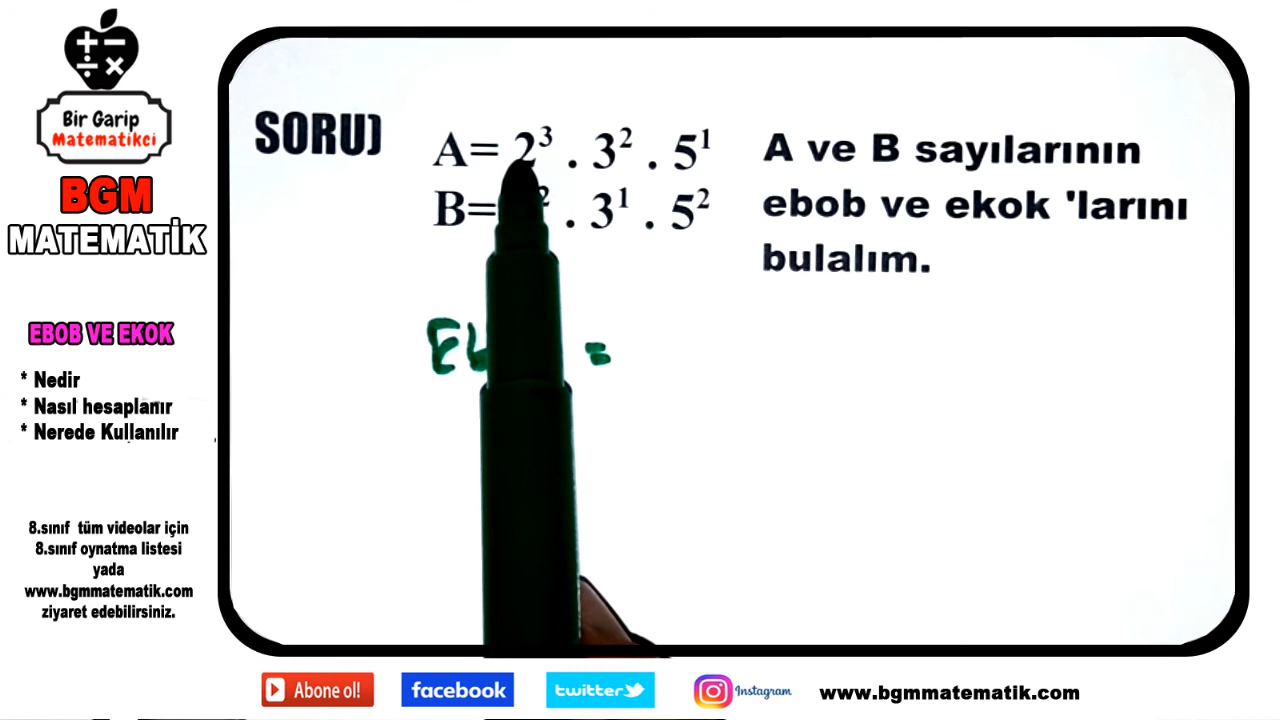 Bir Garip
Matematikci
BGM
MATEMATİK
EBOB VE EKOK
* Nedir
* Nasıl hesaplanır
* Nerede Kullanılır
8.sınıf tüm videolar için
8.sınıf oynatma listesi
yada
www.bgmmatematik.com
ziyaret edebilirsiniz.
SORU)
A= 2³ . 3² . 5¹
B= ² . 3¹ . 5²
A ve B sayılarının
ebob ve ekok 'larını
bulalım.
=
Abone ol!
facebook
twitter
Instagram
www.bgmmatematik.com